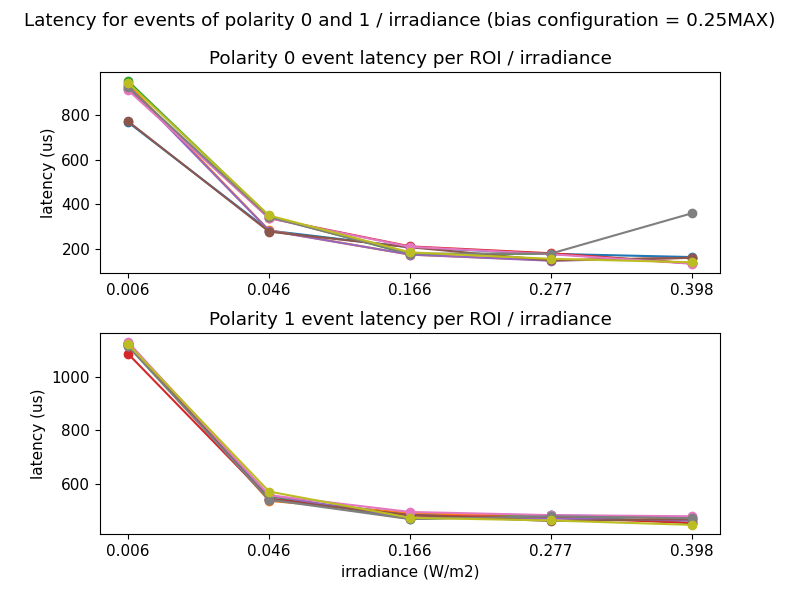 Latency for events of polarity 0 and 1 / irradiance (bias configuration = 0.25MAX)
Polarity 0 event latency per ROI / irradiance
latency (us)
800
600
400
200
0.006 0.046 0.166 0.277 0.398
Polarity 1 event latency per ROI / irradiance
latency (us)
1000
800
600
0.006 0.046 0.166 0.277 0.398
irradiance (W/m2)